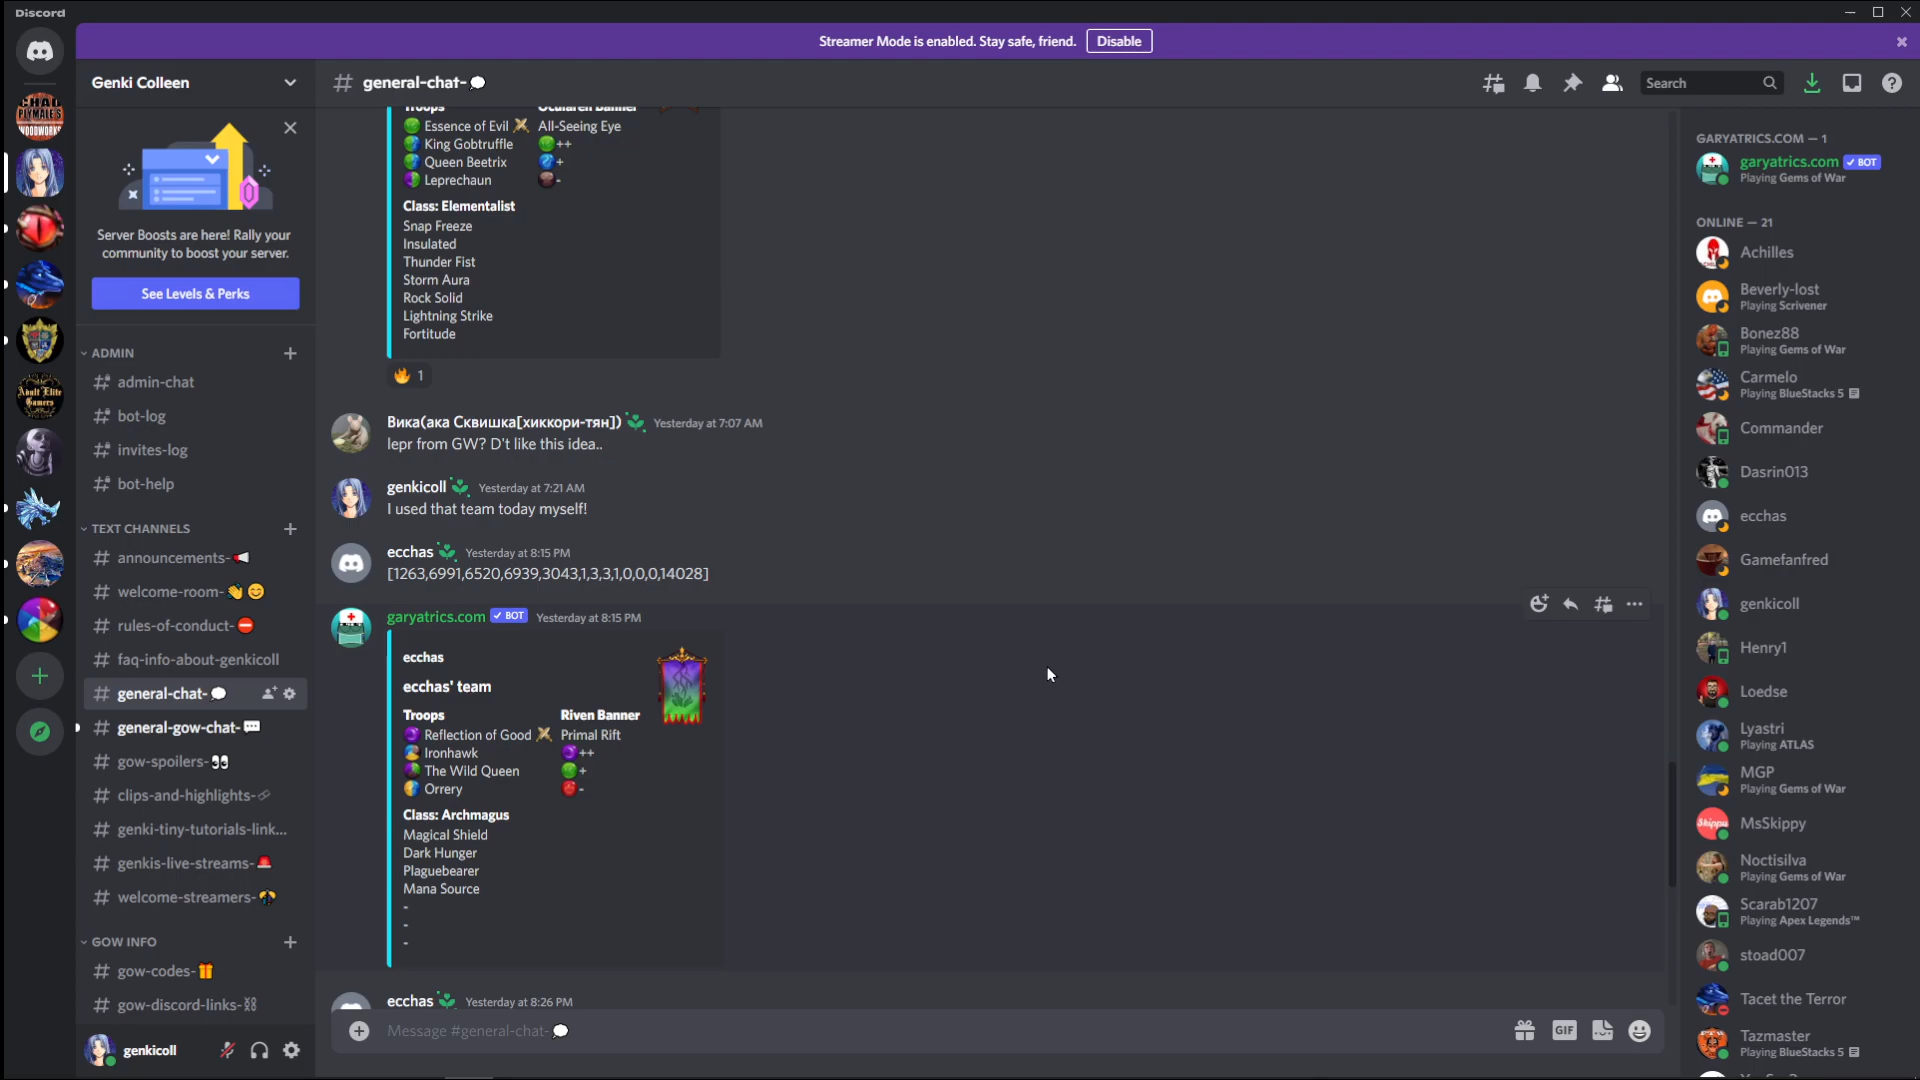 Discord
Streamer Mode is enabled. Stay safe, friend. Disable
Genki Colleen
general-chat-💬
Search
CHAD PLYMALE'S WOODWORKS
Adult Elite Gamers
Server Boosts are here! Rally your
community to boost your server.
See Levels & Perks
ADMIN
admin-chat
bot-log
invites-log
bot-help
TEXT CHANNELS
announcements-📢
welcome-room-👋😊
rules-of-conduct-⛔
faq-info-about-genkicoll
general-chat-💬
general-gow-chat-💬
gow-spoilers-👀
clips-and-highlights-🔗
genki-tiny-tutorials-link...
genkis-live-streams-🚨
welcome-streamers-
GOW INFO
gow-codes-🎁
gow-discord-links-⛓
genkicoll
Troops Ocularen Banner
Essence of Evil All-Seeing Eye
King Gobtruffle ++
Queen Beetrix +
Leprechaun -
Class: Elementalist
Snap Freeze
Insulated
Thunder Fist
Storm Aura
Rock Solid
Lightning Strike
Fortitude
🔥 1
Вика(ака Сквишка[хиккори-тян]) Yesterday at 7:07 AM
lepr from GW? D't like this idea..
genkicoll Yesterday at 7:21 AM
I used that team today myself!
ecchas Yesterday at 8:15 PM
[1263,6991,6520,6939,3043,1,3,3,1,0,0,0,14028]
garyatrics.com ✓ BOT Yesterday at 8:15 PM
ecchas
ecchas' team
Troops Riven Banner
Reflection of Good Primal Rift
Ironhawk ++
The Wild Queen +
Orrery -
Class: Archmagus
Magical Shield
Dark Hunger
Plaguebearer
Mana Source
-
-
-
ecchas Yesterday at 8:26 PM
Message #general-chat-💬
GIF
GARYATRICS.COM — 1
garyatrics.com ✓ BOT
Playing Gems of War
ONLINE — 21
Achilles
Beverly-lost
Playing Scrivener
Bonez88
Playing Gems of War
Carmelo
Playing BlueStacks 5
Commander
Dasrin013
ecchas
Gamefanfred
genkicoll
Henry1
Loedse
Lyastri
Playing ATLAS
MGP
Playing Gems of War
Skippy
MsSkippy
Noctisilva
Playing Gems of War
Scarab1207
Playing Apex Legends™
stoad007
Tacet the Terror
Tazmaster
Playing BlueStacks 5